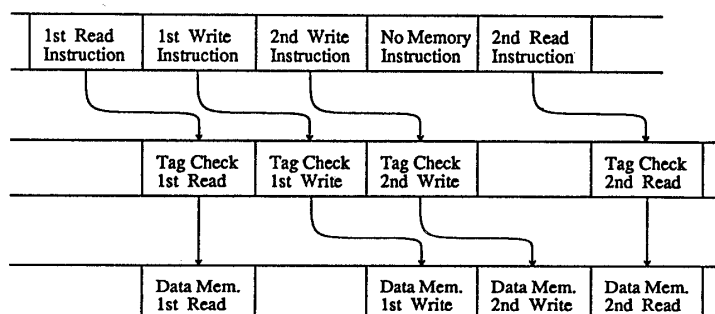 1st Read
Instruction
1st Write
Instruction
2nd Write
Instruction
No Memory
Instruction
2nd Read
Instruction
Tag Check
1st Read
Tag Check
1st Write
Tag Check
2nd Write
Tag Check
2nd Read
Data Mem.
1st Read
Data Mem.
1st Write
Data Mem.
2nd Write
Data Mem.
2nd Read